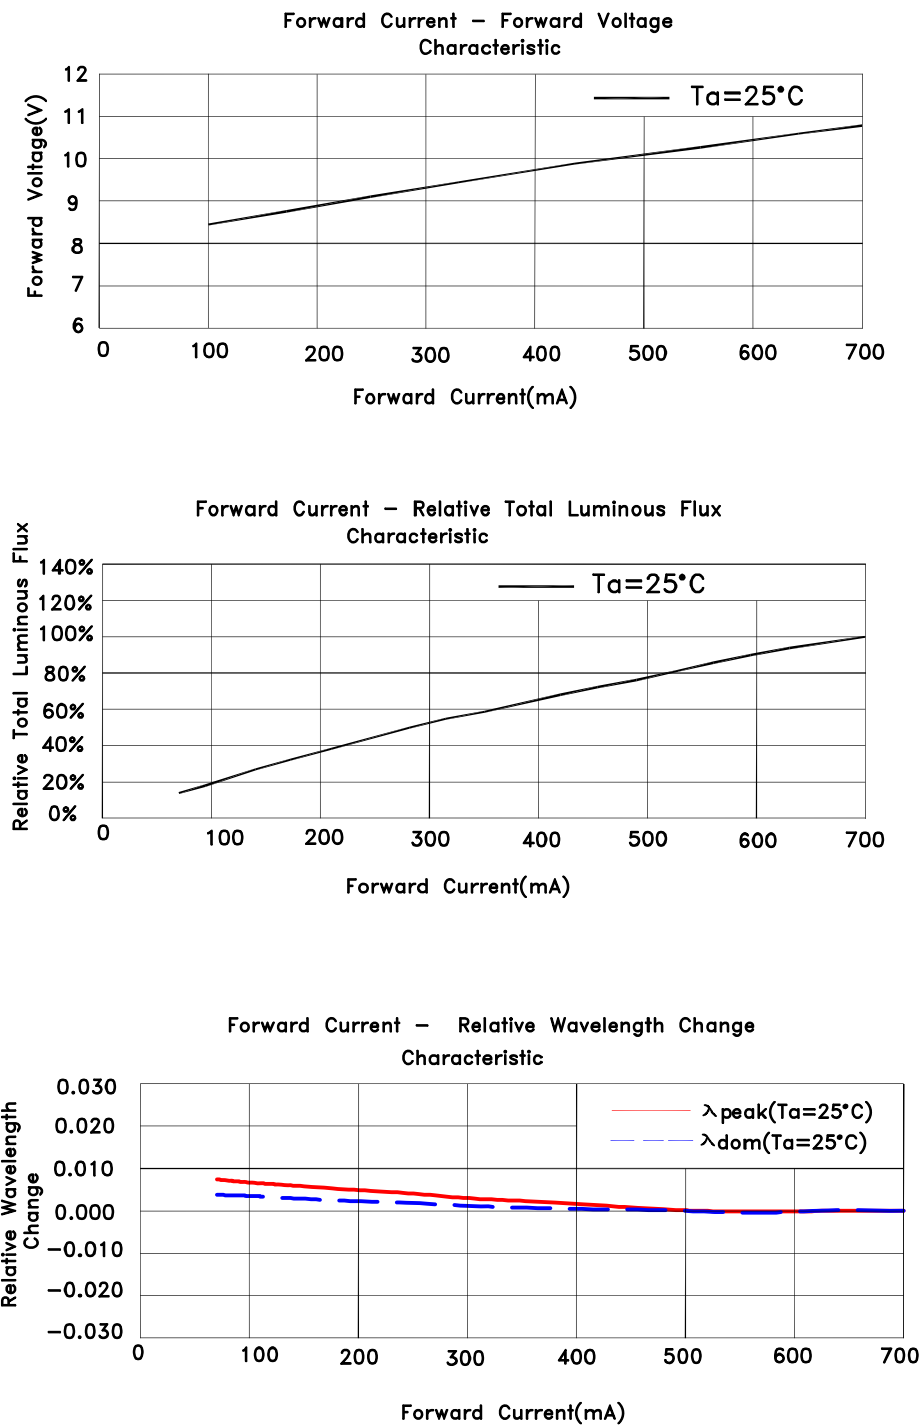 Forward Current - Forward Voltage
Characteristic
12
11
10
9
8
7
6
Forward Voltage(V)
Ta=25°C
0 100 200 300 400 500 600 700
Forward Current(mA)
Forward Current - Relative Total Luminous Flux
Characteristic
140%
120%
100%
80%
60%
40%
20%
0%
Relative Total Luminous Flux
Ta=25°C
0 100 200 300 400 500 600 700
Forward Current(mA)
Forward Current - Relative Wavelength Change
Characteristic
0.030
0.020
0.010
0.000
-0.010
-0.020
-0.030
Relative Wavelength
Change
λpeak(Ta=25°C)
λdom(Ta=25°C)
0 100 200 300 400 500 600 700
Forward Current(mA)